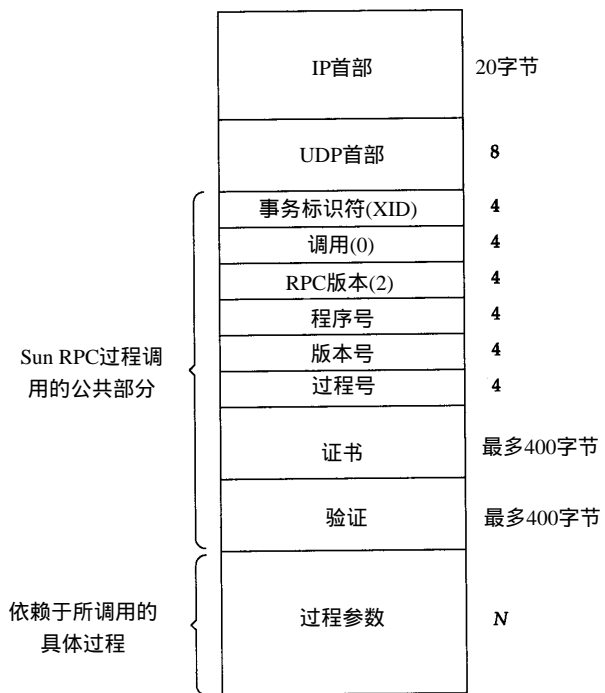 IP首部
20字节
UDP首部
8
事务标识符(XID)
4
调用(0)
4
RPC版本(2)
4
程序号
4
版本号
4
过程号
4
Sun RPC过程调
用的公共部分
证书
最多400字节
验证
最多400字节
依赖于所调用的
具体过程
过程参数
N